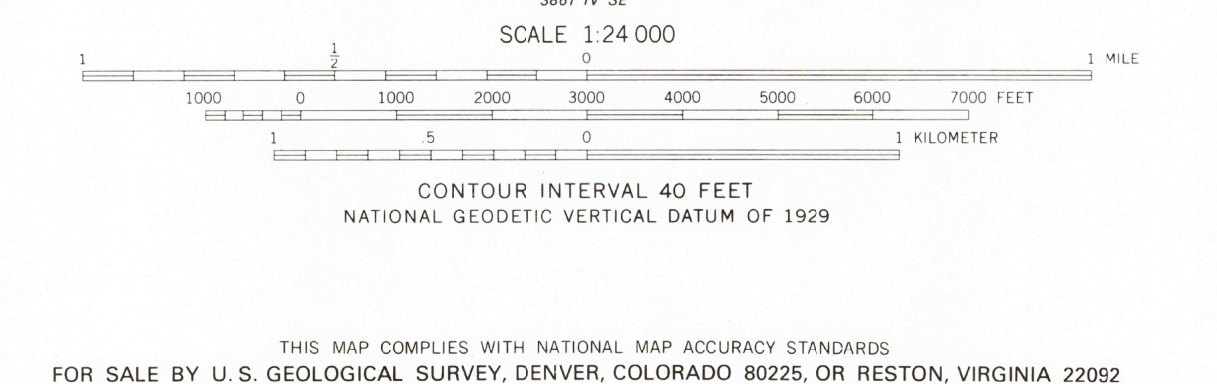 SCALE 1:24 000
1 1/2 0 1 MILE
1000 0 1000 2000 3000 4000 5000 6000 7000 FEET
1 .5 0 1 KILOMETER
CONTOUR INTERVAL 40 FEET
NATIONAL GEODETIC VERTICAL DATUM OF 1929
THIS MAP COMPLIES WITH NATIONAL MAP ACCURACY STANDARDS
FOR SALE BY U.S. GEOLOGICAL SURVEY, DENVER, COLORADO 80225, OR RESTON, VIRGINIA 22092